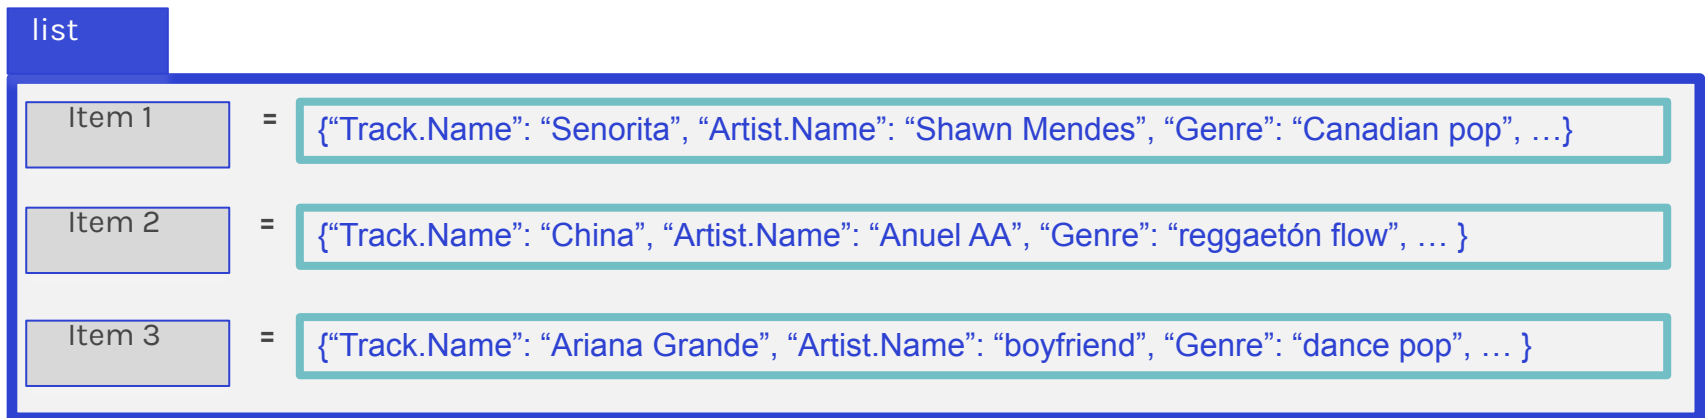 list
Item 1 = {“Track.Name”: “Senorita”, “Artist.Name”: “Shawn Mendes”, “Genre”: “Canadian pop”, …}
Item 2 = {“Track.Name”: “China”, “Artist.Name”: “Anuel AA”, “Genre”: “reggaetón flow”, … }
Item 3 = {“Track.Name”: “Ariana Grande”, “Artist.Name”: “boyfriend”, “Genre”: “dance pop”, … }